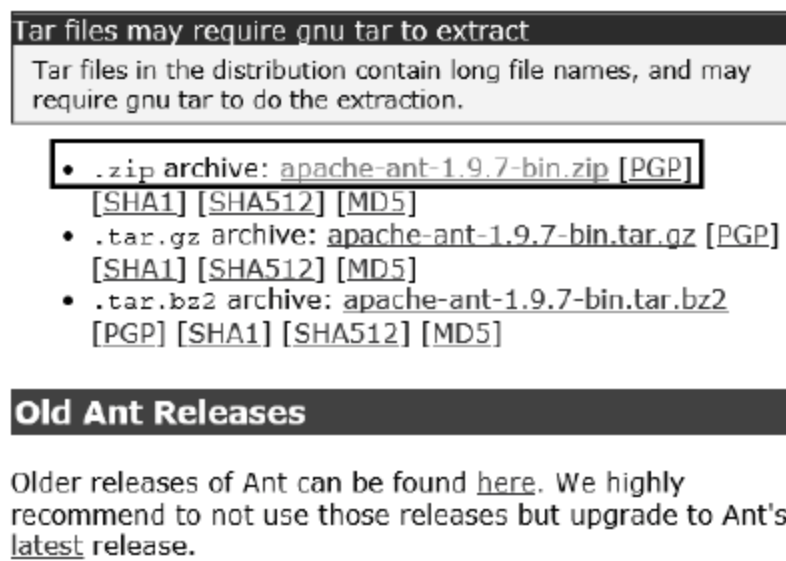 Tar files may require gnu tar to extract
Tar files in the distribution contain long file names, and may
require gnu tar to do the extraction.
• .zip archive: apache-ant-1.9.7-bin.zip [PGP]
[SHA1] [SHA512] [MD5]
• .tar.gz archive: apache-ant-1.9.7-bin.tar.gz [PGP]
[SHA1] [SHA512] [MD5]
• .tar.bz2 archive: apache-ant-1.9.7-bin.tar.bz2
[PGP] [SHA1] [SHA512] [MD5]
Old Ant Releases
Older releases of Ant can be found here. We highly
recommend to not use those releases but upgrade to Ant's
latest release.